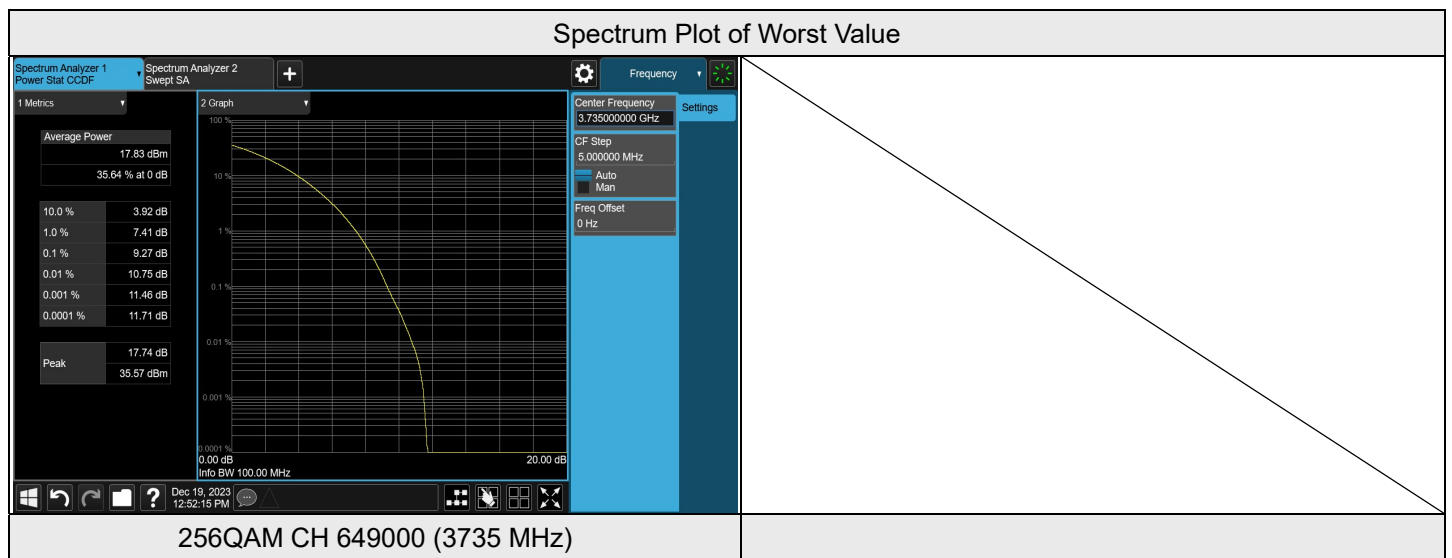 Spectrum Plot of Worst Value
Spectrum Analyzer 1
Power Stat CCDF
Spectrum Analyzer 2
Swept SA
+
Frequency
1 Metrics
2 Graph
Average Power
17.83 dBm
35.64 % at 0 dB
10.0 % 3.92 dB
1.0 % 7.41 dB
0.1 % 9.27 dB
0.01 % 10.75 dB
0.001 % 11.46 dB
0.0001 % 11.71 dB
Peak
17.74 dB
35.57 dBm
100 %
10 %
1 %
0.1 %
0.01 %
0.001 %
0.0001 %
0.00 dB 20.00 dB
Info BW 100.00 MHz
Center Frequency
3.735000000 GHz
Settings
CF Step
5.000000 MHz
Auto
Man
Freq Offset
0 Hz
?
Dec 19, 2023
12:52:15 PM
256QAM CH 649000 (3735 MHz)